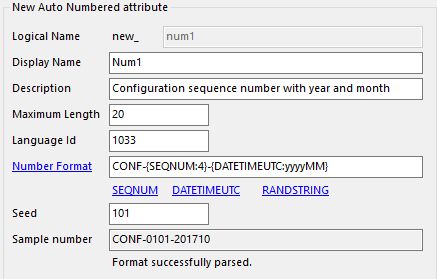 New Auto Numbered attribute
Logical Name new_ num1
Display Name Num1
Description Configuration sequence number with year and month
Maximum Length 20
Language Id 1033
Number Format CONF-{SEQNUM:4}-{DATETIMEUTC:yyyyMM}
SEQNUM DATETIMEUTC RANDSTRING
Seed 101
Sample number CONF-0101-201710
Format successfully parsed.